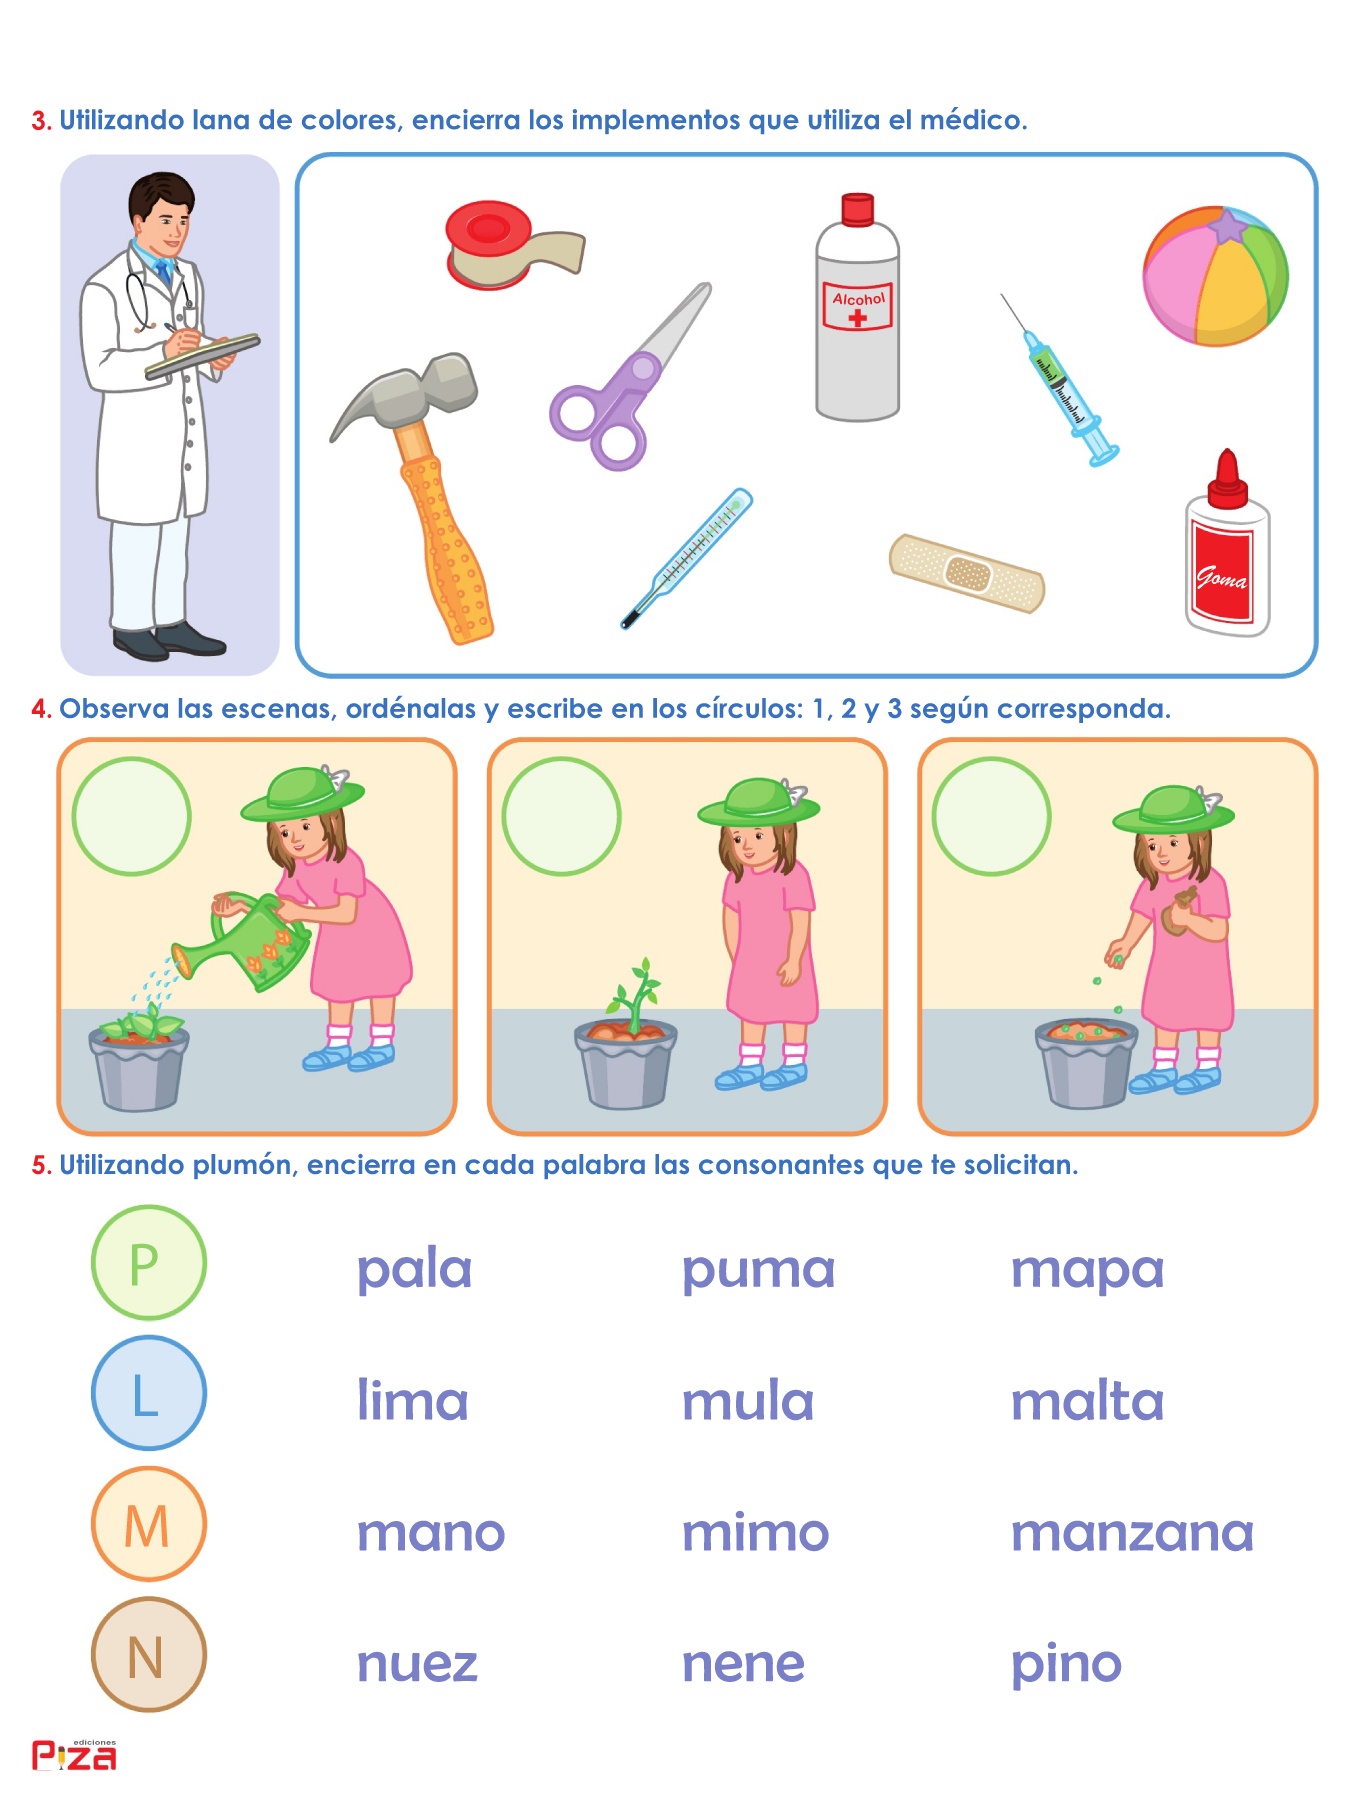 3. Utilizando lana de colores, encierra los implementos que utiliza el médico.
Alcohol
Goma
4. Observa las escenas, ordénalas y escribe en los círculos: 1, 2 y 3 según corresponda.
5. Utilizando plumón, encierra en cada palabra las consonantes que te solicitan.
P pala puma mapa
L lima mula malta
M mano mimo manzana
N nuez nene pino
ediciones
Piza